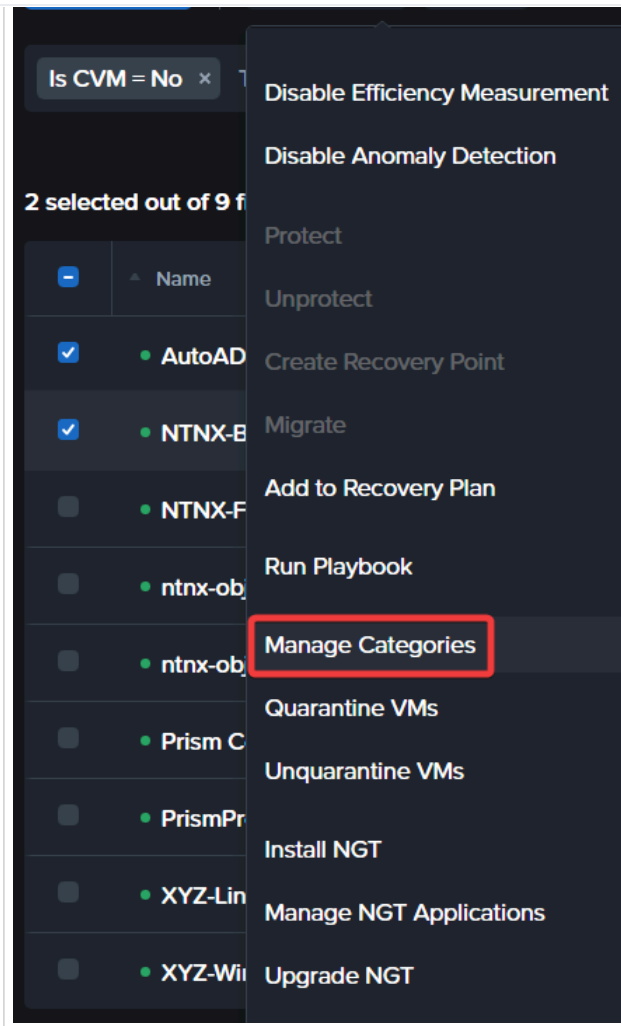 Is CVM = No ×
2 selected out of 9
Name
AutoAD
NTNX-B
NTNX-F
ntnx-obj
ntnx-obj
Prism C
PrismPr
XYZ-Lin
XYZ-Wi
Disable Efficiency Measurement
Disable Anomaly Detection
Protect
Unprotect
Create Recovery Point
Migrate
Add to Recovery Plan
Run Playbook
Manage Categories
Quarantine VMs
Unquarantine VMs
Install NGT
Manage NGT Applications
Upgrade NGT